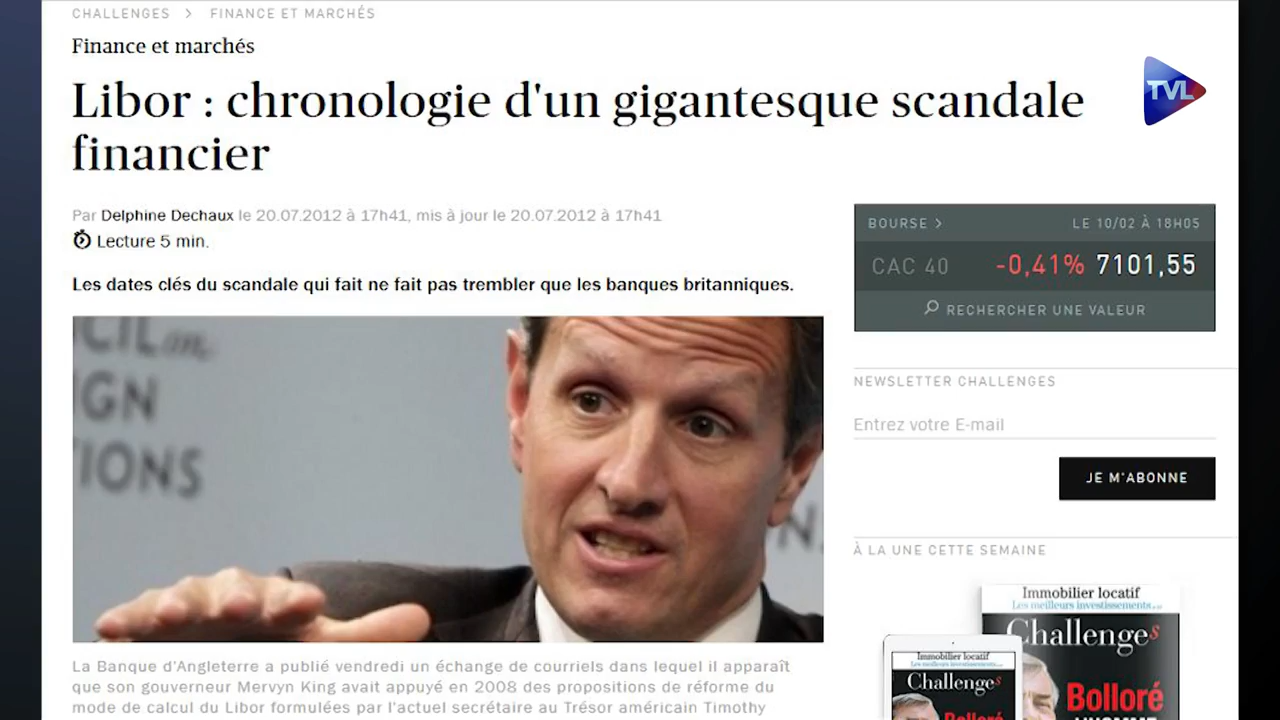 CHALLENGES > FINANCE ET MARCHÉS
Finance et marchés
Libor : chronologie d'un gigantesque scandale
financier
TVL
Par Delphine Dechaux le 20.07.2012 à 17h41, mis à jour le 20.07.2012 à 17h41
Lecture 5 min.
Les dates clés du scandale qui fait ne fait pas trembler que les banques britanniques.
CIL on
IGN
TIONS
N.
La Banque d'Angleterre a publié vendredi un échange de courriels dans lequel il apparaît
que son gouverneur Mervyn King avait appuyé en 2008 des propositions de réforme du
mode de calcul du Libor formulées par l'actuel secrétaire au Trésor américain Timothy
BOURSE > LE 10/02 À 18H05
CAC 40 -0,41% 7101,55
RECHERCHER UNE VALEUR
NEWSLETTER CHALLENGES
Entrez votre E-mail
JE M'ABONNE
À LA UNE CETTE SEMAINE
Immobilier locatif
Les meilleurs investissements
Challenges
Bolloré
L'HOMME
Immobilier locatif
Challenges
Bolloré